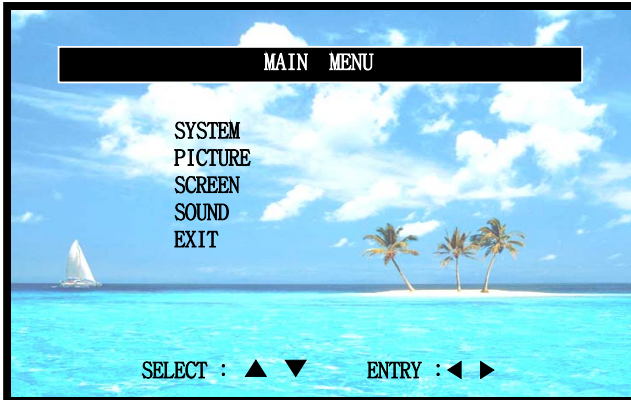 MAIN MENU
SYSTEM
PICTURE
SCREEN
SOUND
EXIT
SELECT : ▲ ▼ ENTRY : ◀ ▶